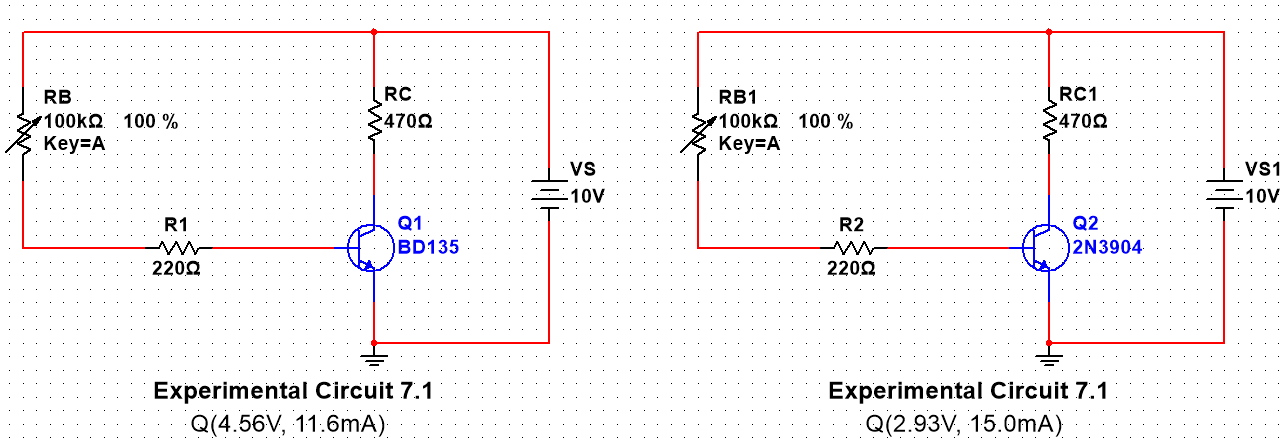 RB
100kΩ 100 %
Key=A
RC
470Ω
VS
10V
R1
220Ω
Q1
BD135
Experimental Circuit 7.1
Q(4.56V, 11.6mA)
RB1
100kΩ 100 %
Key=A
RC1
470Ω
VS1
10V
R2
220Ω
Q2
2N3904
Experimental Circuit 7.1
Q(2.93V, 15.0mA)